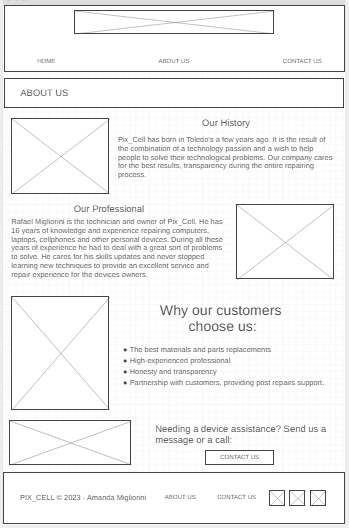 HOME ABOUT US CONTACT US
ABOUT US
Our History
Pix_Cell has born in Toledo's a few years ago. It is the result of
the combination of a technology passion and a wish to help
people to solve their technological problems. Our company cares
for the best results, transparency during the entire repairing
process.
Our Professional
Rafael Miglionni is the technician and owner of Pix_Cell. He has
16 years of knowledge and experience repairing computers,
laptops, cellphones and other personal devices. During all these
years of experience he had to deal with a great sort of problems
to solve. He cares for his skills updates and never stopped
learning new techniques to provide an excellent service and
repair experience for the devices owners.
Why our customers
choose us:
● The best materials and parts replacements
● High-experienced professional
● Honesty and transparency
● Partnership with customers, providing post repairs support.
Needing a device assistance? Send us a
message or a call:
CONTACT US
PIX_CELL © 2023 - Amanda Miglionni ABOUT US CONTACT US